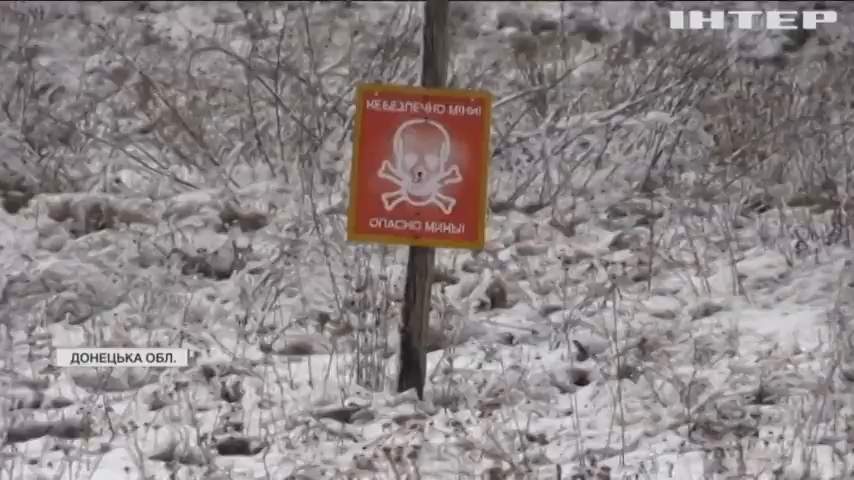 ІНТЕР
НЕБЕЗПЕЧНО МІНИ
ОПАСНО МИНЫ
ДОНЕЦЬКА ОБЛ.